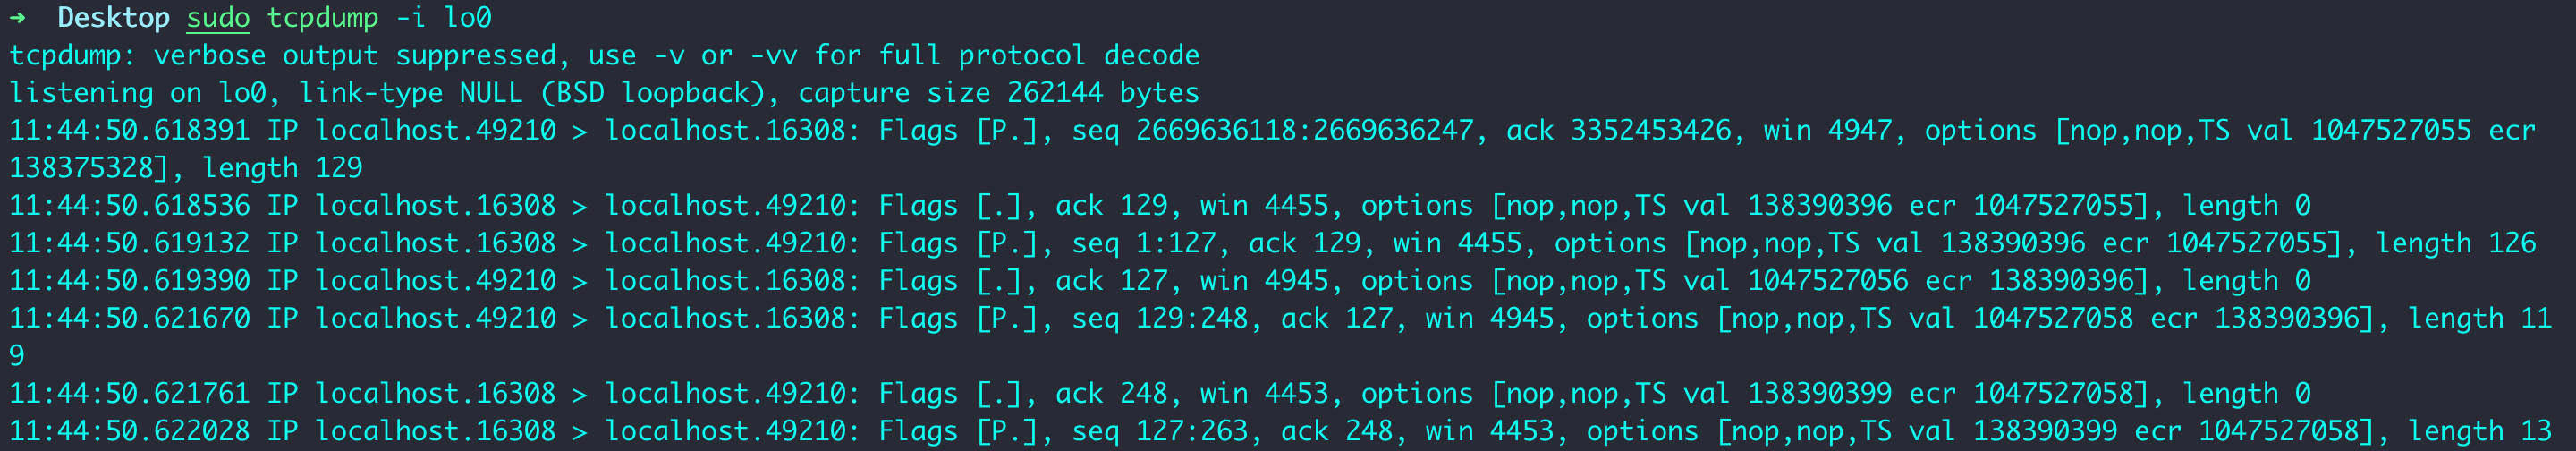 ➜ Desktop sudo tcpdump -i lo0
tcpdump: verbose output suppressed, use -v or -vv for full protocol decode
listening on lo0, link-type NULL (BSD loopback), capture size 262144 bytes
11:44:50.618391 IP localhost.49210 > localhost.16308: Flags [P.], seq 2669636118:2669636247, ack 3352453426, win 4947, options [nop,nop,TS val 1047527055 ecr
138375328], length 129
11:44:50.618536 IP localhost.16308 > localhost.49210: Flags [.], ack 129, win 4455, options [nop,nop,TS val 138390396 ecr 1047527055], length 0
11:44:50.619132 IP localhost.16308 > localhost.49210: Flags [P.], seq 1:127, ack 129, win 4455, options [nop,nop,TS val 138390396 ecr 1047527055], length 126
11:44:50.619390 IP localhost.49210 > localhost.16308: Flags [.], ack 127, win 4945, options [nop,nop,TS val 1047527056 ecr 138390396], length 0
11:44:50.621670 IP localhost.49210 > localhost.16308: Flags [P.], seq 129:248, ack 127, win 4945, options [nop,nop,TS val 1047527058 ecr 138390396], length 11
9
11:44:50.621761 IP localhost.16308 > localhost.49210: Flags [.], ack 248, win 4453, options [nop,nop,TS val 138390399 ecr 1047527058], length 0
11:44:50.622028 IP localhost.16308 > localhost.49210: Flags [P.], seq 127:263, ack 248, win 4453, options [nop,nop,TS val 138390399 ecr 1047527058], length 13